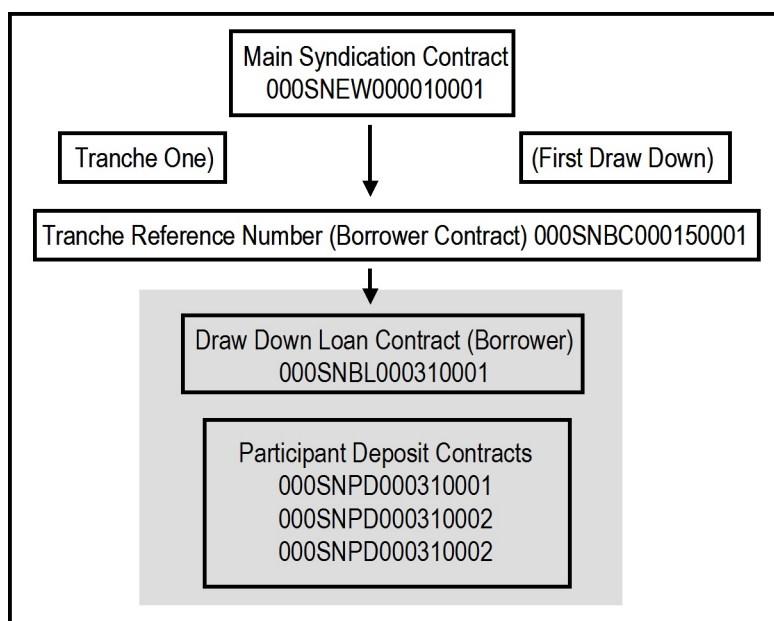 Main Syndication Contract
000SNEW000010001
Tranche One)
(First Draw Down)
Tranche Reference Number (Borrower Contract) 000SNBC000150001
Draw Down Loan Contract (Borrower)
000SNBL000310001
Participant Deposit Contracts
000SNPD000310001
000SNPD000310002
000SNPD000310002